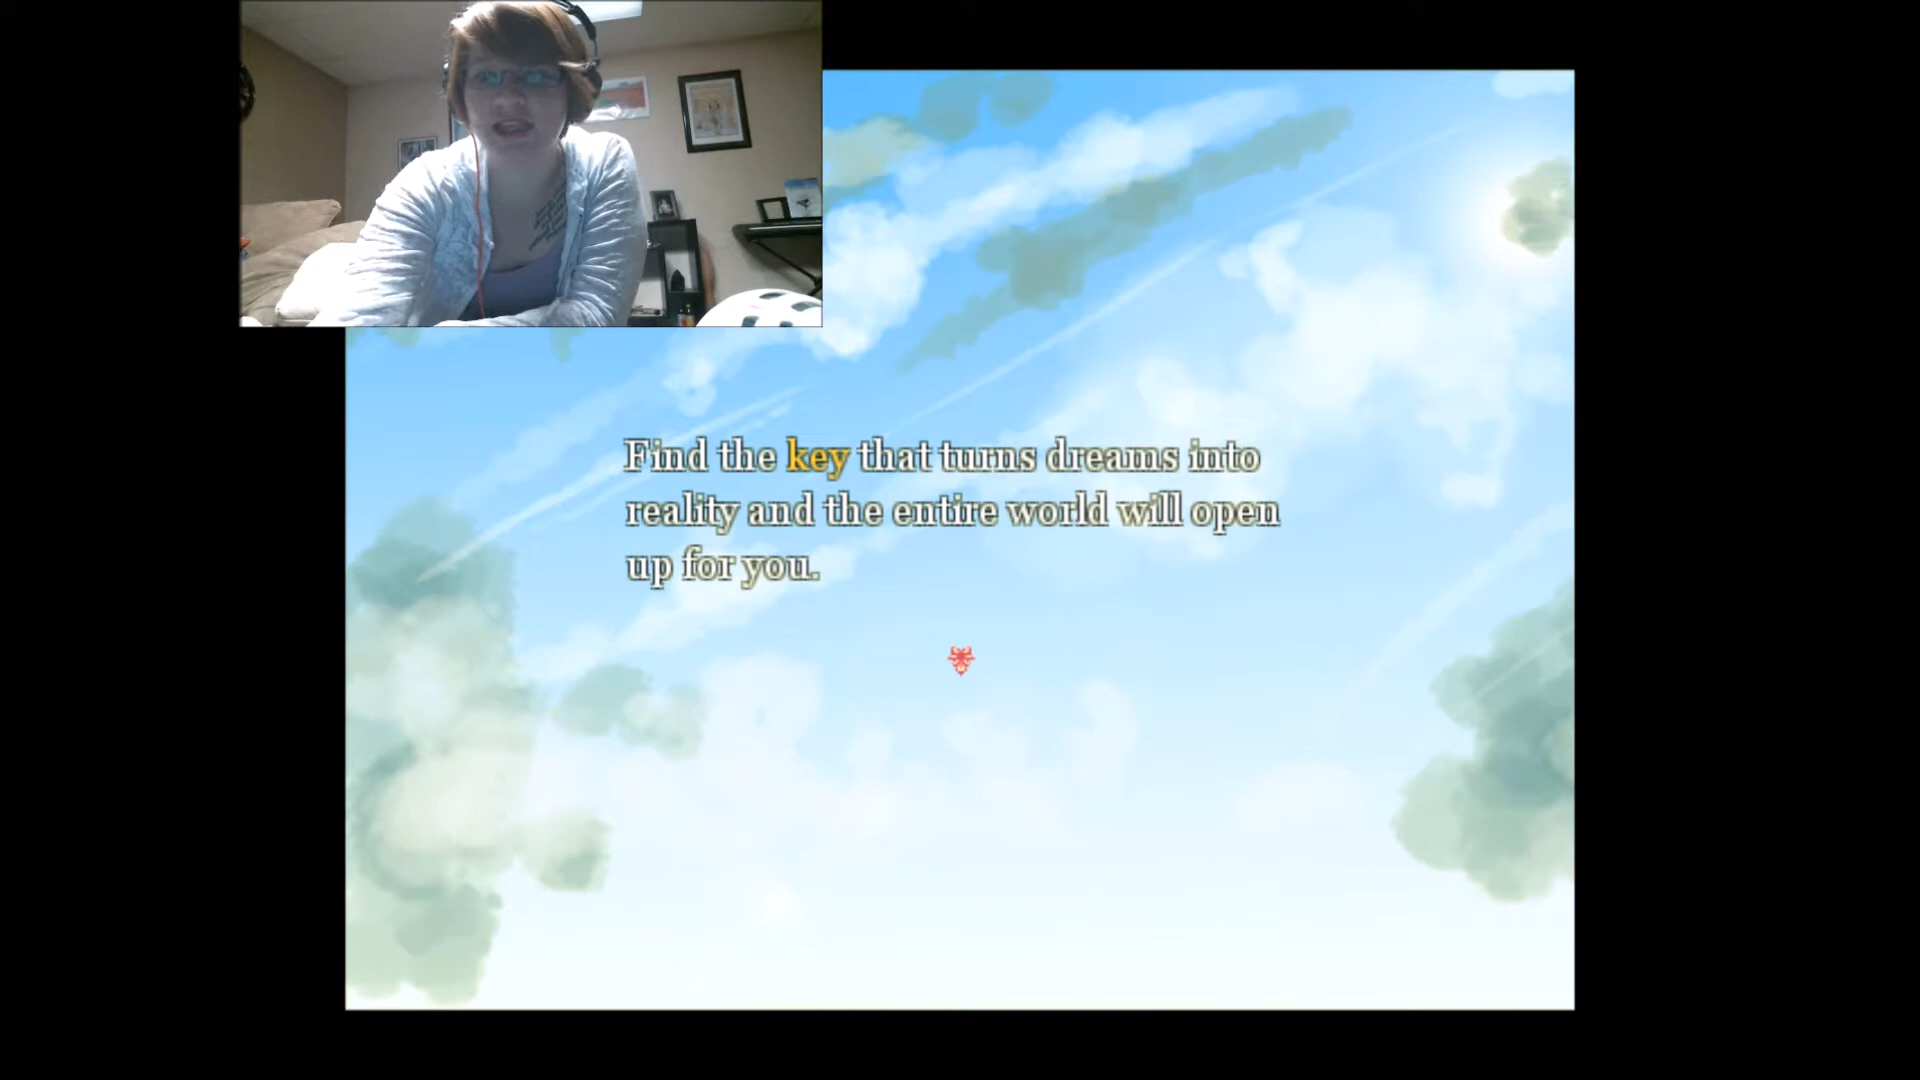 Find the key that turns dreams into
reality and the entire world will open
up for you.